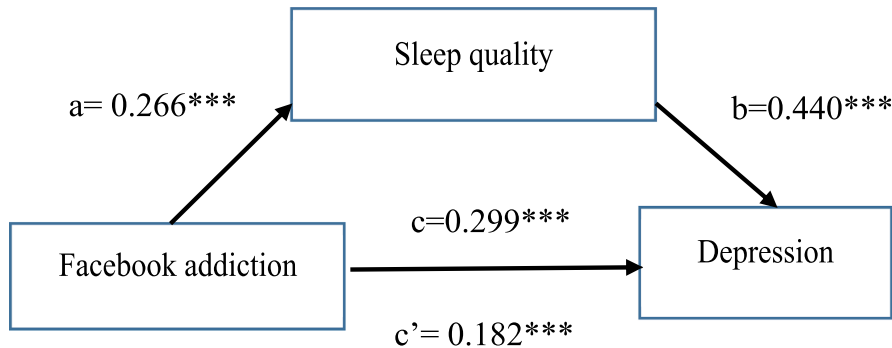 Sleep quality
a= 0.266***
b=0.440***
c=0.299***
Facebook addiction
Depression
c’= 0.182***